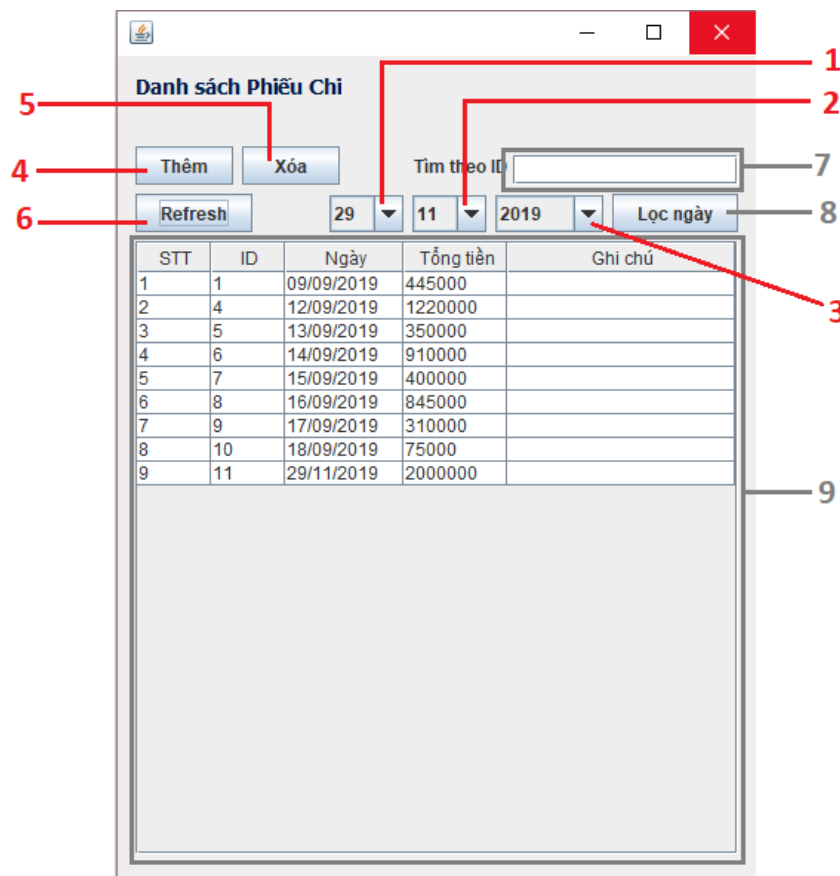 1
Danh sách Phiếu Chi
5
2
4
Thêm
Xóa
Tìm theo ID
7
6
Refresh
29
11
2019
Lọc ngày
8
STT ID Ngày Tổng tiền Ghi chú
3
1 1 09/09/2019 445000
2 4 12/09/2019 1220000
3 5 13/09/2019 350000
4 6 14/09/2019 910000
5 7 15/09/2019 400000
6 8 16/09/2019 845000
7 9 17/09/2019 310000
8 10 18/09/2019 75000
9 11 29/11/2019 2000000
9